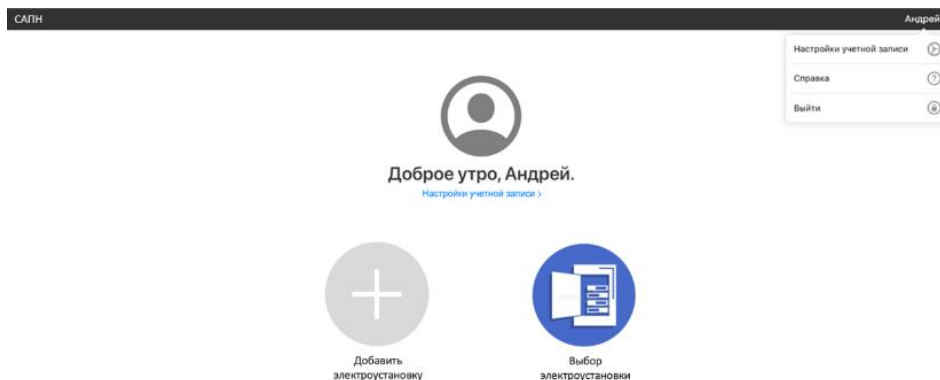 САПН
Андрей
Настройки учетной записи
Справка
?
Выйти
Доброе утро, Андрей.
Настройки учетной записи >
Добавить
электроустановку
Выбор
электроустановки